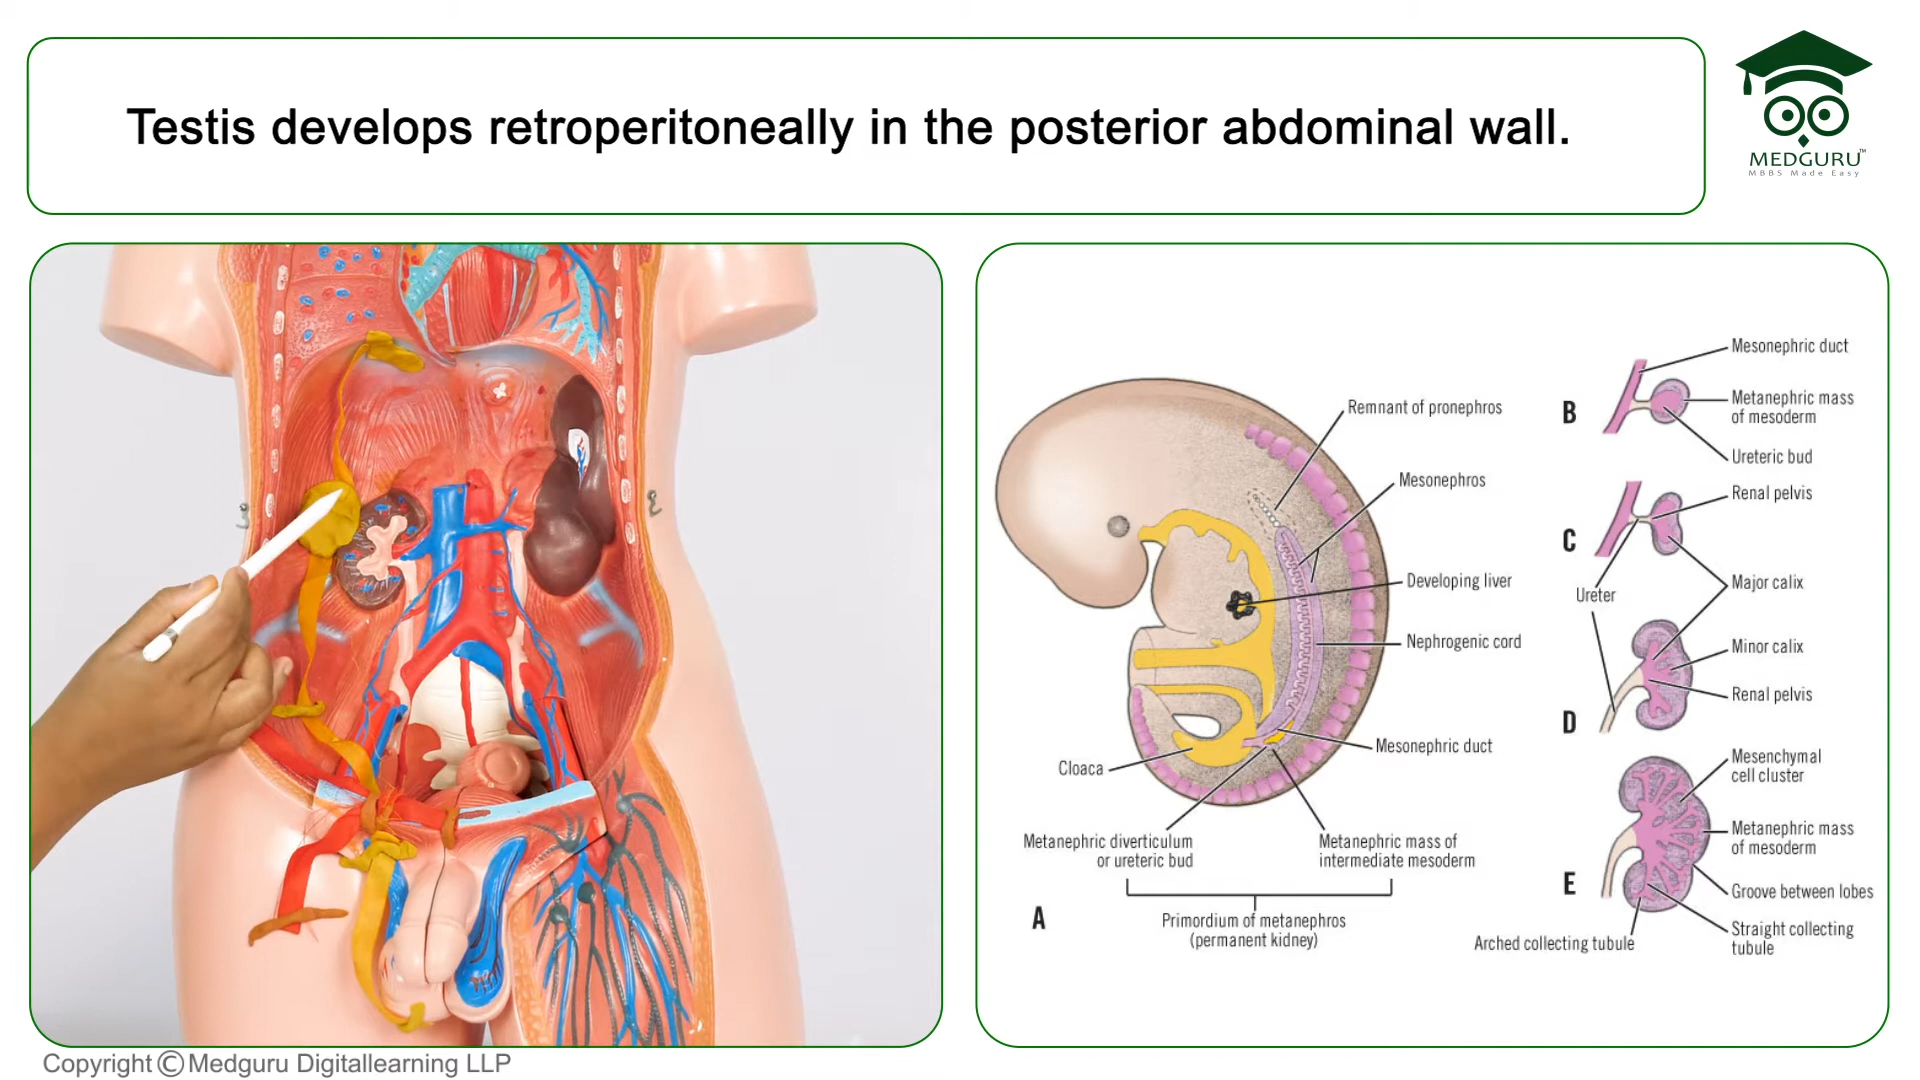 Testis develops retroperitoneally in the posterior abdominal wall.
MEDGURU™
MBBS Made Easy
Remnant of pronephros
Mesonephros
Developing liver
Nephrogenic cord
Mesonephric duct
Cloaca
Metanephric diverticulum
or ureteric bud
Metanephric mass of
intermediate mesoderm
A
Primordium of metanephros
(permanent kidney)
B
Mesonephric duct
Metanephric mass
of mesoderm
Ureteric bud
C
Renal pelvis
Ureter
Major calix
D
Minor calix
Renal pelvis
E
Mesenchymal
cell cluster
Metanephric mass
of mesoderm
Groove between lobes
Straight collecting
tubule
Arched collecting tubule
Copyright © Medguru Digitallearning LLP